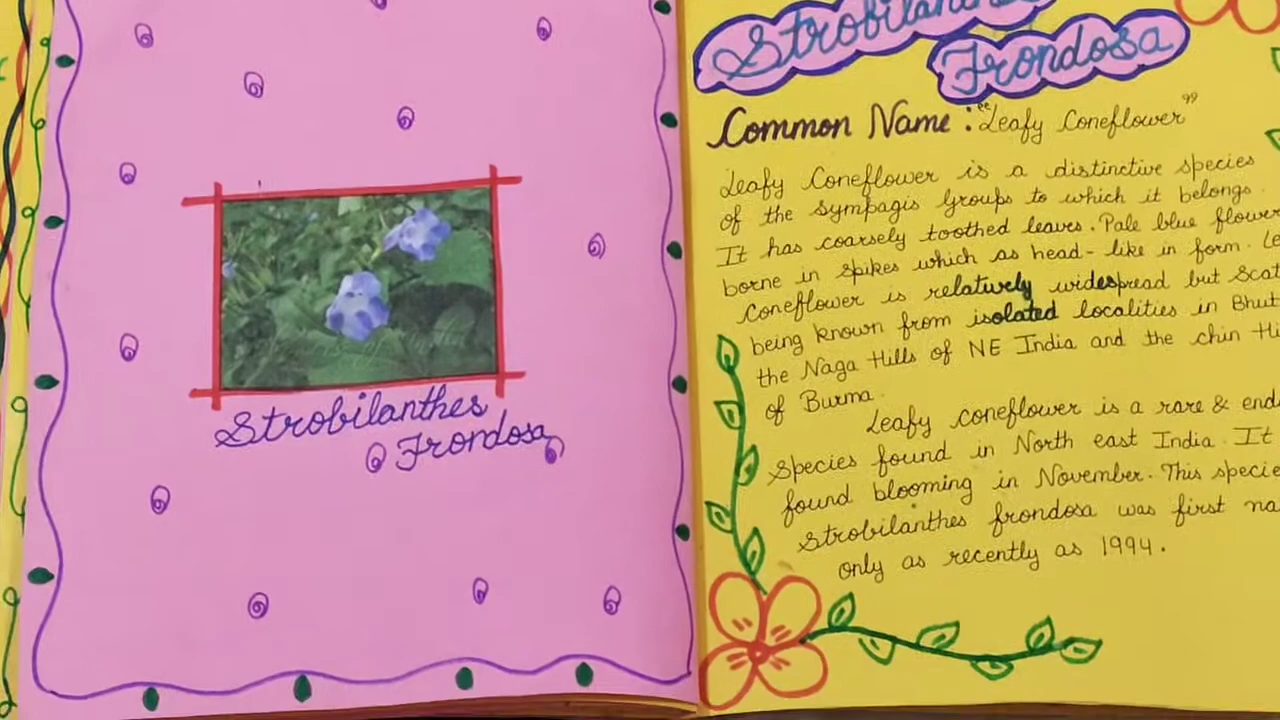 Strobilanthes
Frondosa
Frondosa
Common Name : "Leafy Coneflower"
Leafy Coneflower is a distinctive species
of the Sympagis Groups to which it belongs.
It has coarsely toothed leaves. Pale blue flower
borne in spikes which as head-like in form.
Coneflower is relatively widespread but
being known from isolated localities in
the Naga Hills of NE India and the chin
of Burma.
Leafy coneflower is a rare &
Species found in North east India. It
found blooming in November. This
Strobilanthes frondosa was first
only as recently as 1994.